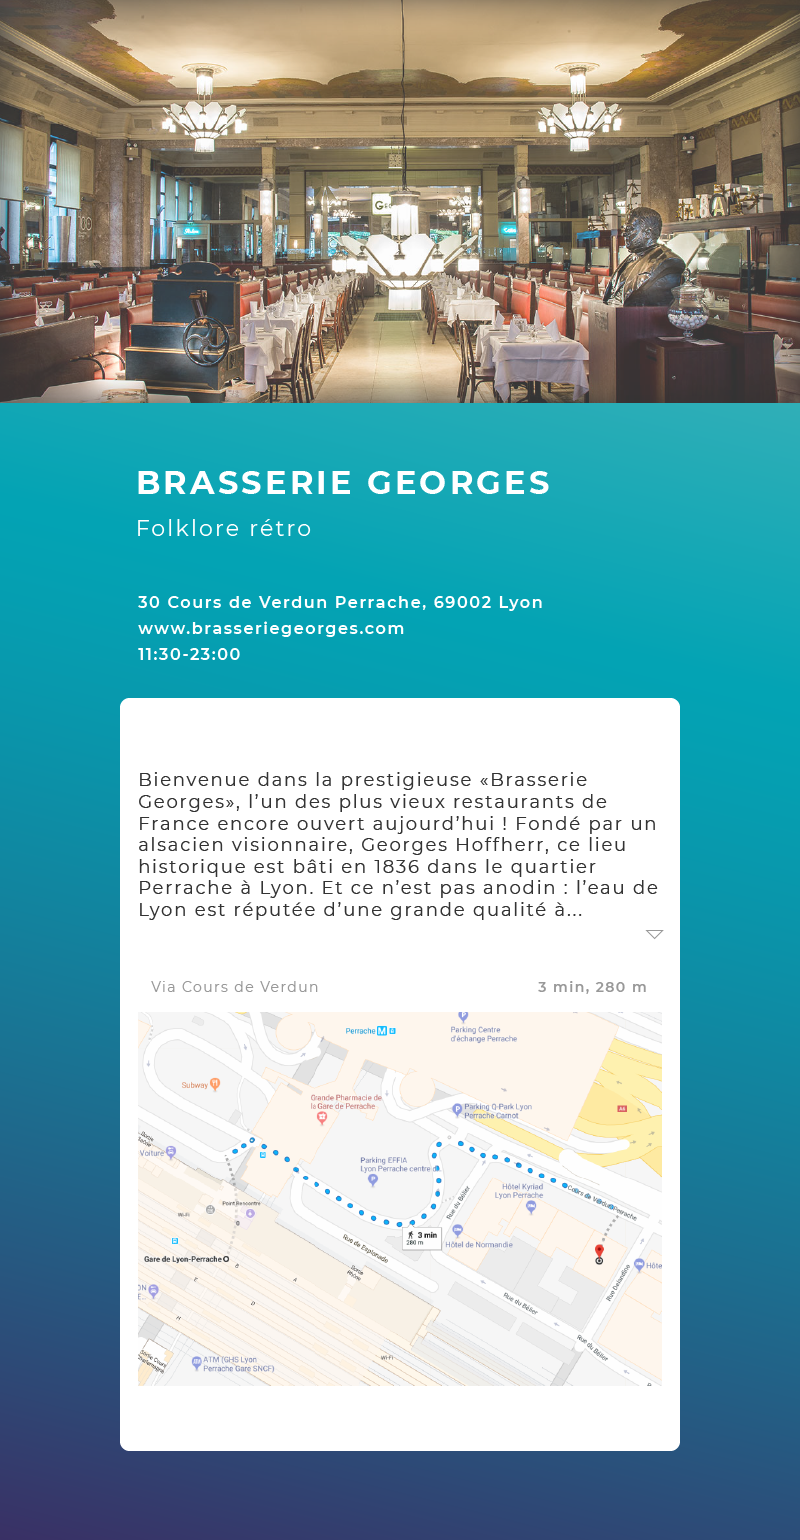 BRASSERIE GEORGES
Folklore rétro
30 Cours de Verdun Perrache, 69002 Lyon
www.brasseriegeorges.com
11:30-23:00
Bienvenue dans la prestigieuse «Brasserie
Georges», l’un des plus vieux restaurants de
France encore ouvert aujourd’hui ! Fondé par un
alsacien visionnaire, Georges Hoffherr, ce lieu
historique est bâti en 1836 dans le quartier
Perrache à Lyon. Et ce n’est pas anodin : l’eau de
Lyon est réputée d’une grande qualité à...
Via Cours de Verdun
3 min, 280 m
Perrache M B
Parking Centre
d'échange Perrache
Subway
Grande Pharmacie de
la Gare de Perrache
Parking Q-Park Lyon
Perrache Carnot
A6
Voiture
Parking EFFIA
Lyon Perrache centre
Hôtel Kyriad
Lyon Perrache
Cours de Verdun Perrache
Rue du Bélier
Point Rencontre
Wi-Fi
3 min
280 m
Hôtel de Normandie
Rue de Esplanade
Gare de Lyon-Perrache
Hôte
Rue Delandine
Rue du Bélier
Rue du Bélier
ATM (GHS Lyon
Perrache Gare SNCF)
Wi-Fi